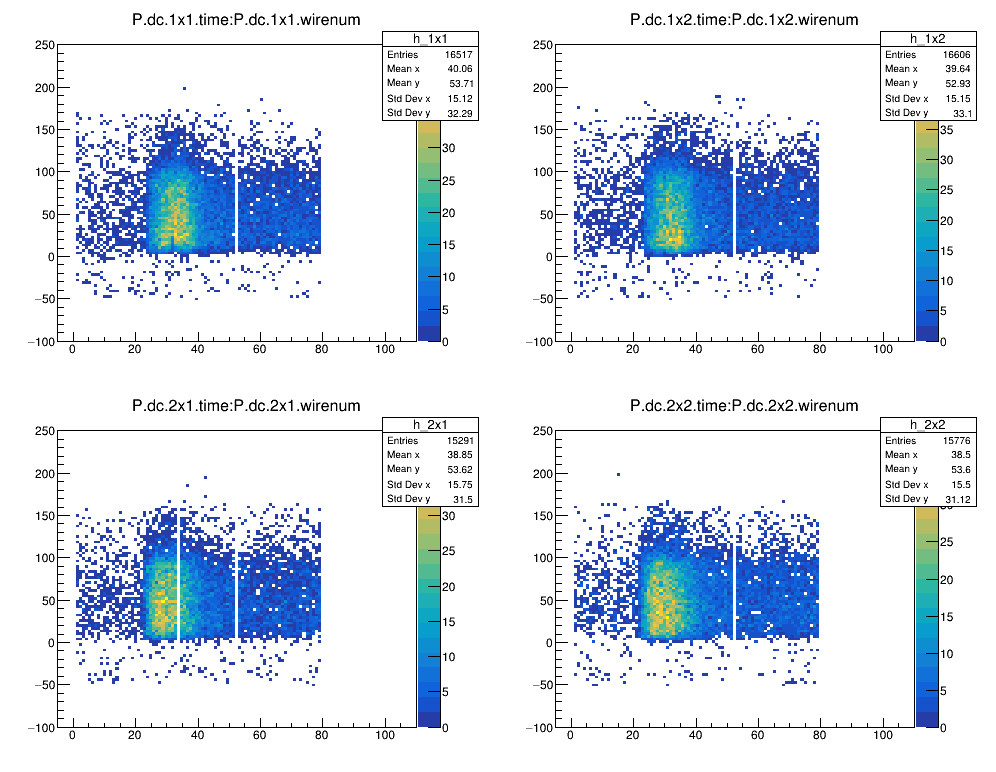 P.dc.1x1.time:P.dc.1x1.wirenum
h_1x1
Entries 16517
Mean x 40.06
Mean y 53.71
Std Dev x 15.12
Std Dev y 32.29
250
200
150
100
50
0
−50
−100
0 20 40 60 80 100
30
25
20
15
10
5
0
P.dc.1x2.time:P.dc.1x2.wirenum
h_1x2
Entries 16606
Mean x 39.64
Mean y 52.93
Std Dev x 15.15
Std Dev y 33.1
250
200
150
100
50
0
−50
−100
0 20 40 60 80 100
35
30
25
20
15
10
5
0
P.dc.2x1.time:P.dc.2x1.wirenum
h_2x1
Entries 15291
Mean x 38.85
Mean y 53.62
Std Dev x 15.75
Std Dev y 31.5
250
200
150
100
50
0
−50
−100
0 20 40 60 80 100
30
25
20
15
10
5
0
P.dc.2x2.time:P.dc.2x2.wirenum
h_2x2
Entries 15776
Mean x 38.5
Mean y 53.6
Std Dev x 15.5
Std Dev y 31.12
250
200
150
100
50
0
−50
−100
0 20 40 60 80 100
25
20
15
10
5
0